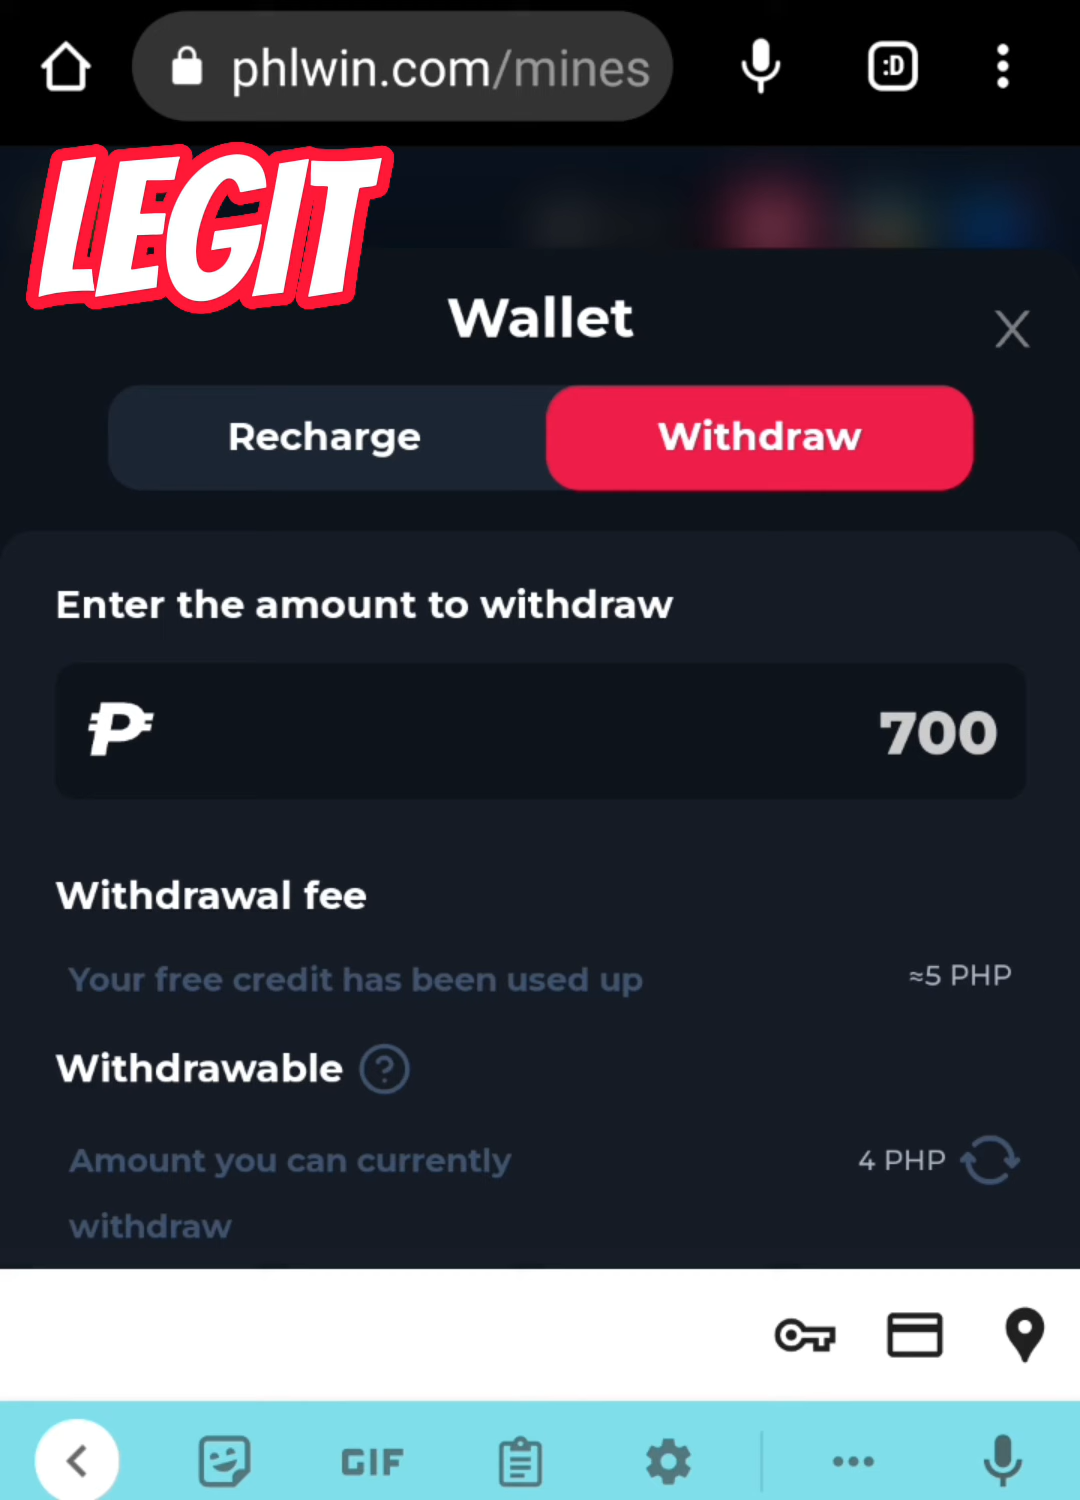 phlwin.com/mines
:D
LEGIT
Wallet
Recharge
Withdraw
Enter the amount to withdraw
₱ 700
Withdrawal fee
Your free credit has been used up ≈5 PHP
Withdrawable ?
Amount you can currently 4 PHP
withdraw
GIF